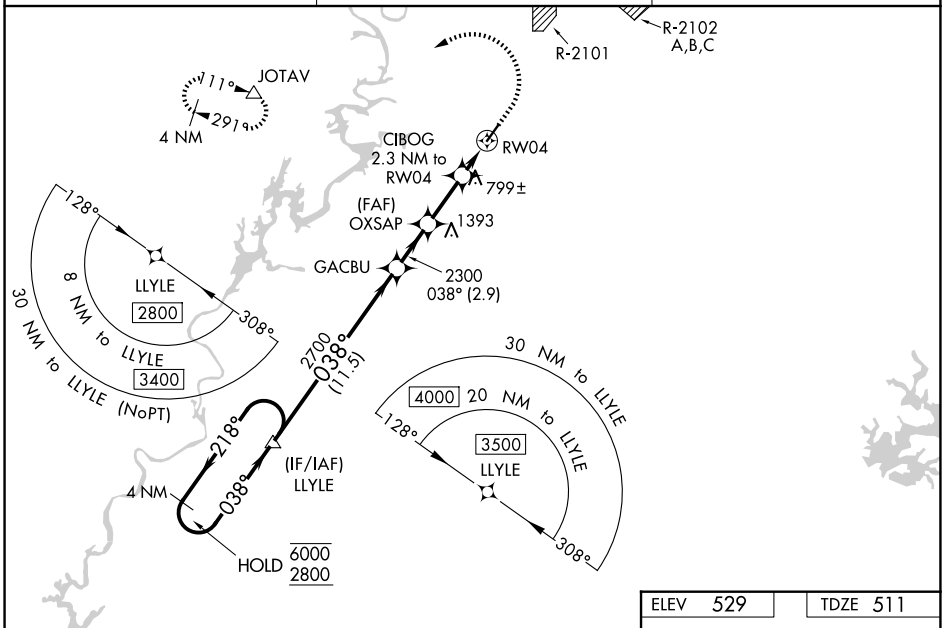 R-2101
R-2102
A,B,C
JOTAV
111°
291°
4 NM
CIBOG
2.3 NM to
RW04
RW04
799±
(FAF)
OXSAP
1393
GACBU
2300
038° (2.9)
128°
LLYLE
2800
308°
8 NM to LLYLE
3400
30 NM to LLYLE (NoPT)
2700
038°
(11.5)
30 NM to LLYLE
4000
20 NM to LLYLE
128°
3500
LLYLE
308°
218°
038°
4 NM
(IF/IAF)
LLYLE
HOLD
6000
2800
ELEV 529
TDZE 511